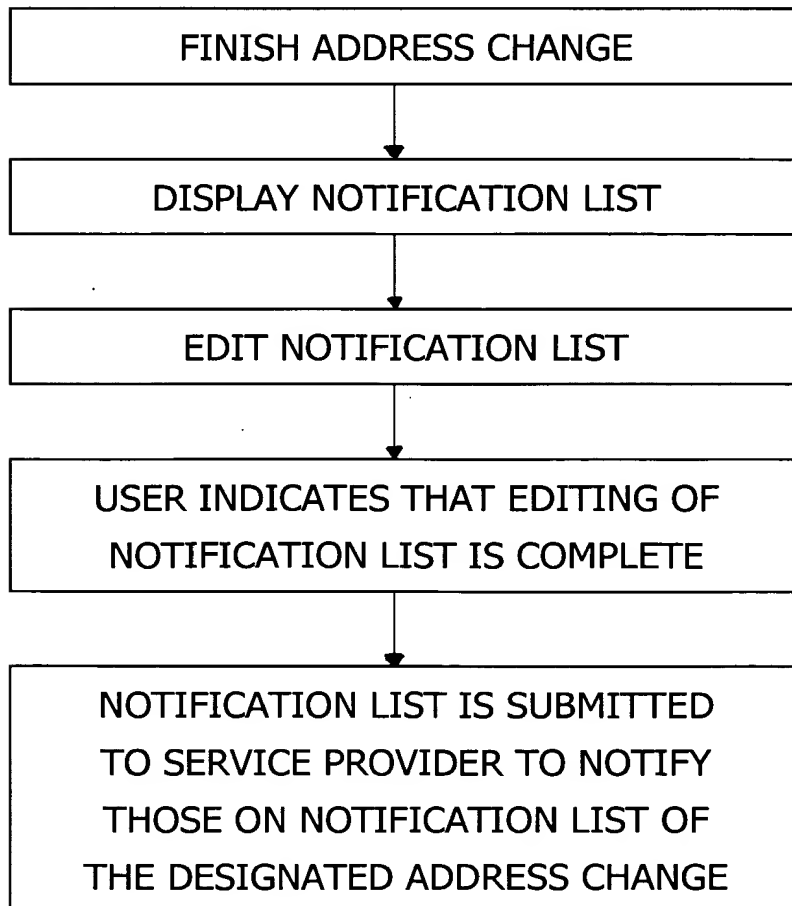 FINISH ADDRESS CHANGE
DISPLAY NOTIFICATION LIST
EDIT NOTIFICATION LIST
USER INDICATES THAT EDITING OF
NOTIFICATION LIST IS COMPLETE
NOTIFICATION LIST IS SUBMITTED
TO SERVICE PROVIDER TO NOTIFY
THOSE ON NOTIFICATION LIST OF
THE DESIGNATED ADDRESS CHANGE